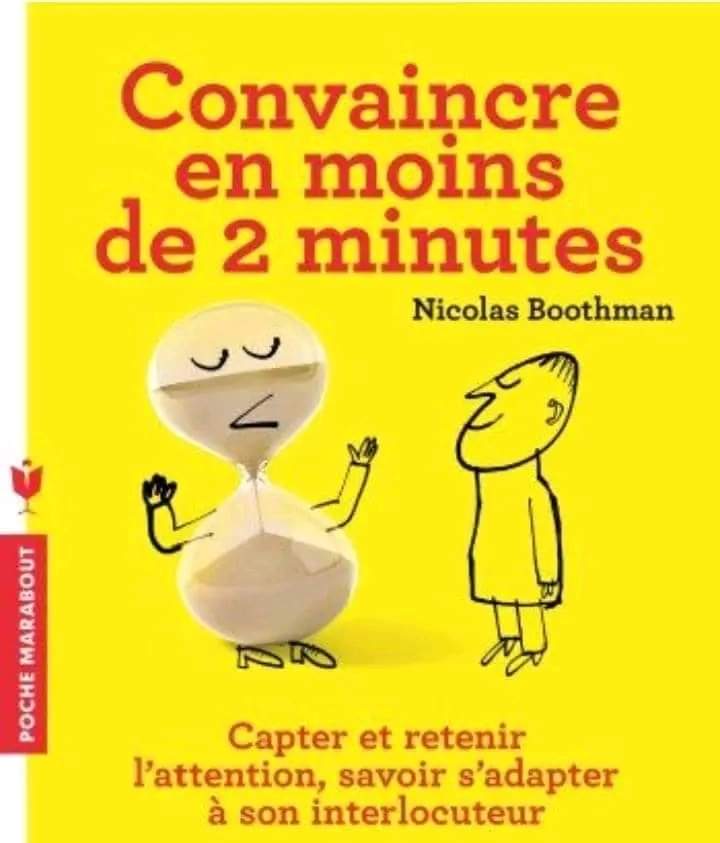 Convaincre
en moins
de 2 minutes
Nicolas Boothman
POCHE MARABOUT
Capter et retenir
l'attention, savoir s'adapter
à son interlocuteur